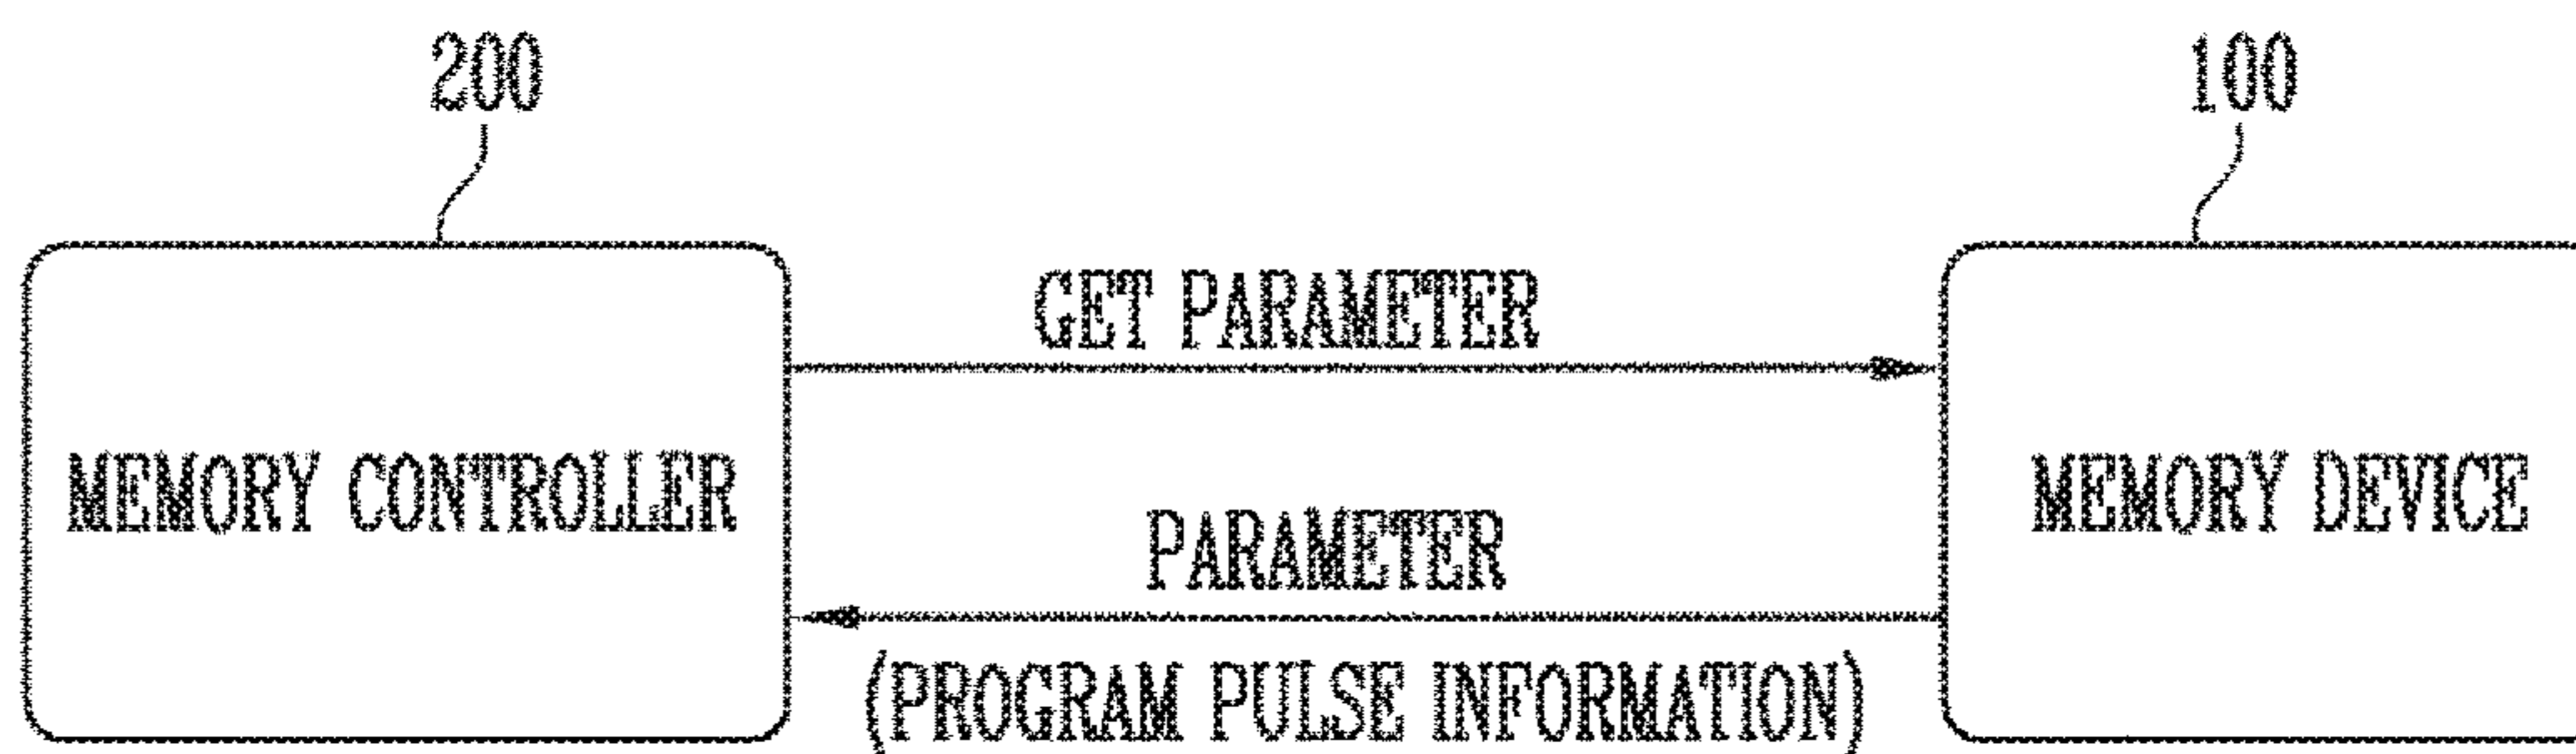 200
100
GET PARAMETER
MEMORY CONTROLLER
MEMORY DEVICE
PARAMETER
(PROGRAM PULSE INFORMATION)